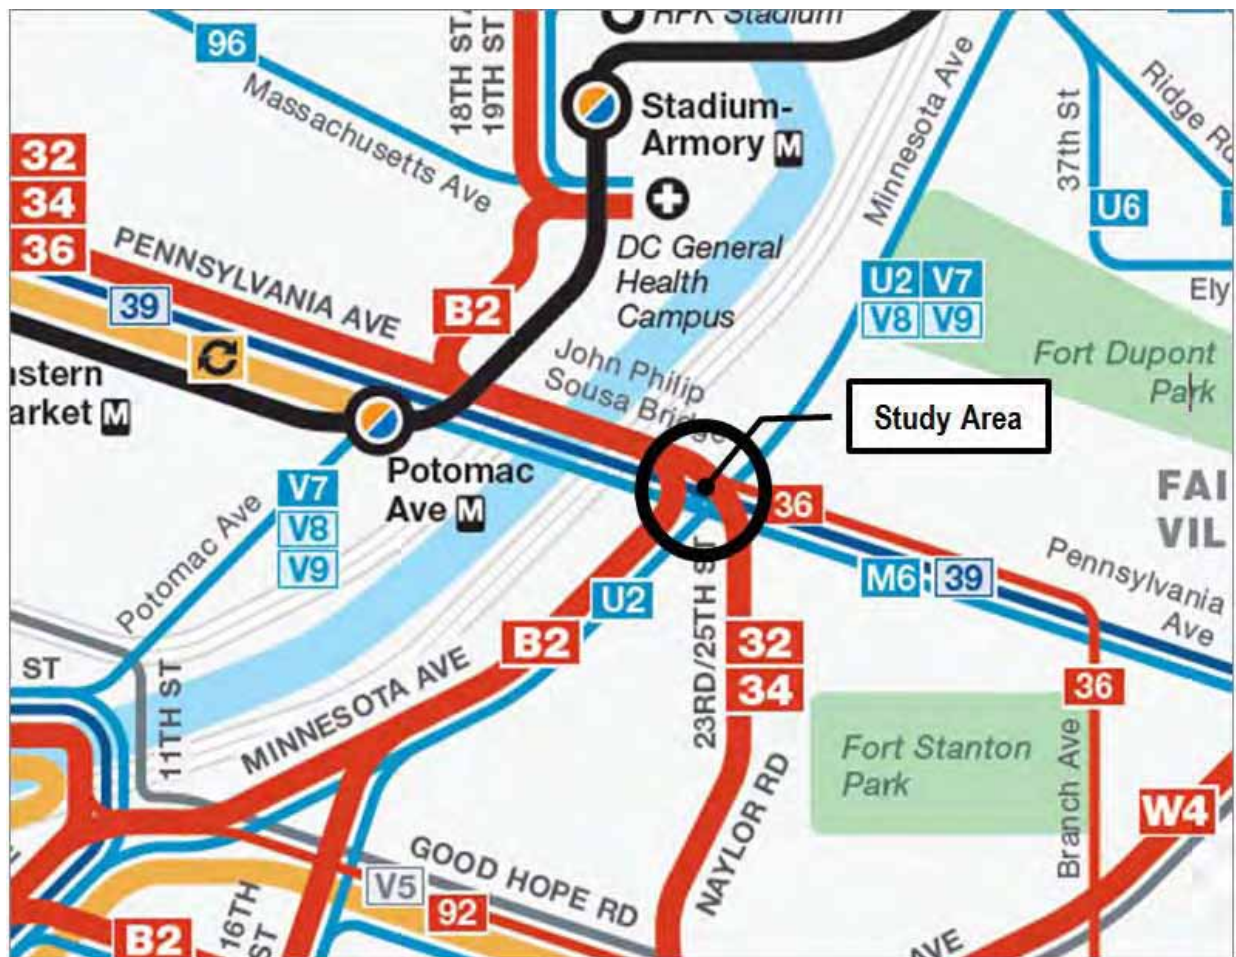 RFK Stadium
96
18TH ST
19TH ST
Massachusetts Ave
Stadium-
Armory M
Minnesota Ave
37th St
Ridge Rd
32
34
36
U6
DC General
Health
Campus
PENNSYLVANIA AVE
39
B2
U2 V7
V8 V9
Ely
John Philip
Sousa Bridge
Fort Dupont
Park
Study Area
astern
arket M
Potomac
Ave M
V7
V8
V9
Potomac Ave
36
FAI
VIL
Pennsylvania
Ave
M6 39
U2
B2
23RD/25TH ST
32
34
36
ST
11TH ST
MINNESOTA AVE
Fort Stanton
Park
Branch Ave
NAYLOR RD
W4
GOOD HOPE RD
V5
92
16TH
ST
B2
AVE